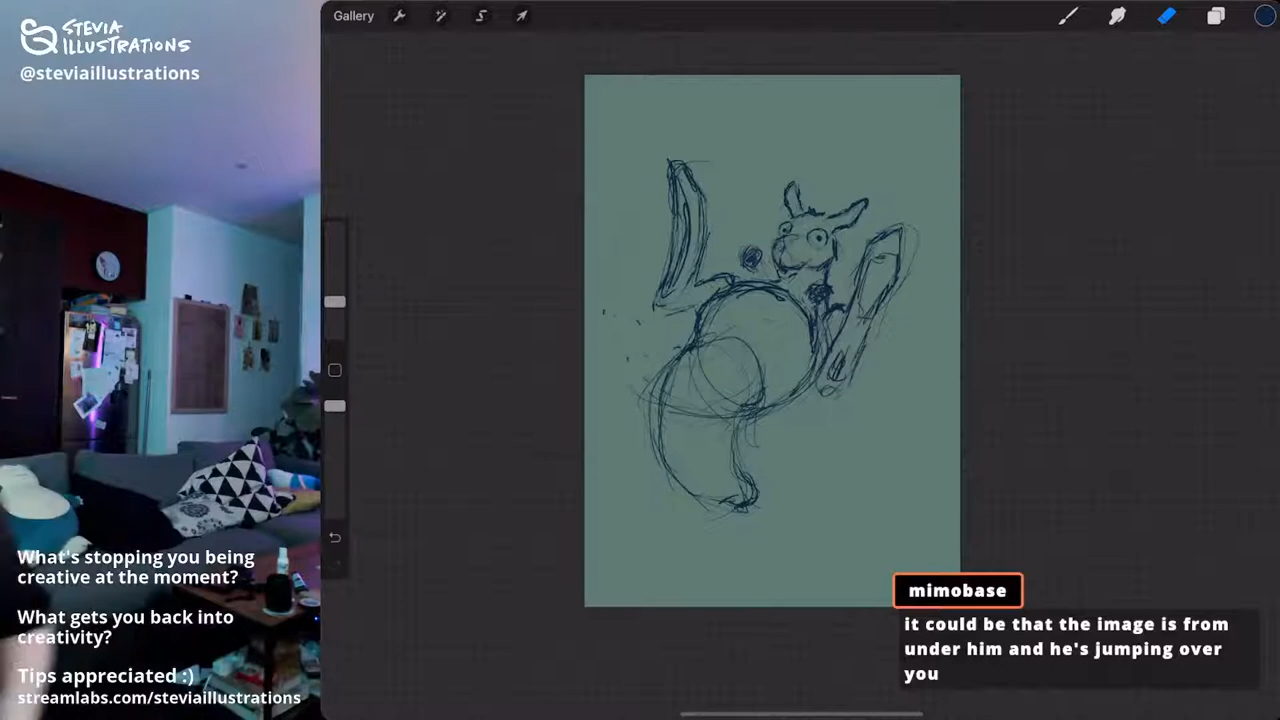 STEVIA
ILLUSTRATIONS
@steviaillustrations
Gallery
What's stopping you being
creative at the moment?
What gets you back into
creativity?
Tips appreciated :)
streamlabs.com/steviaillustrations
mimobase
it could be that the image is from
under him and he's jumping over
you